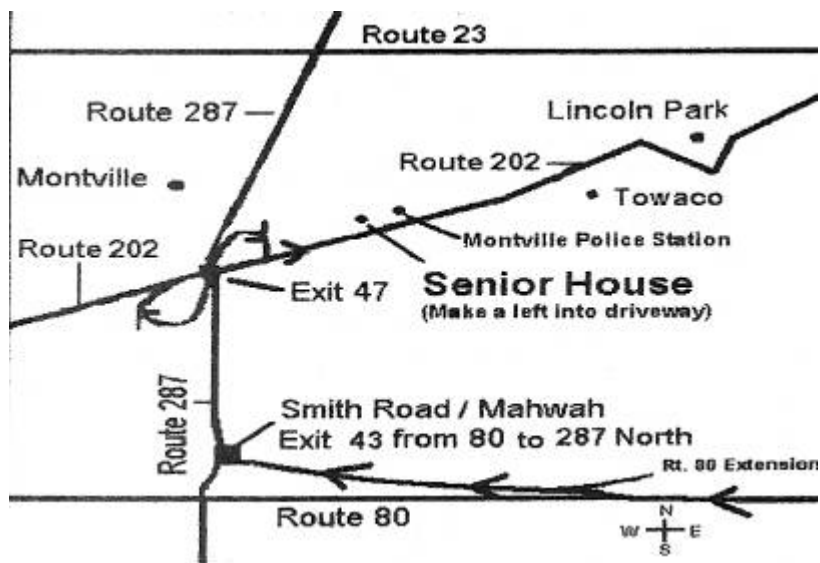 Route 23
Route 287
Lincoln Park
Route 202
Montville
Towaco
Montville Police Station
Route 202
Senior House
Exit 47
(Make a left into driveway)
Route 287
Smith Road / Mahwah
Exit 43 from 80 to 287 North
Rt. 80 Extension
Route 80
N
W E
S